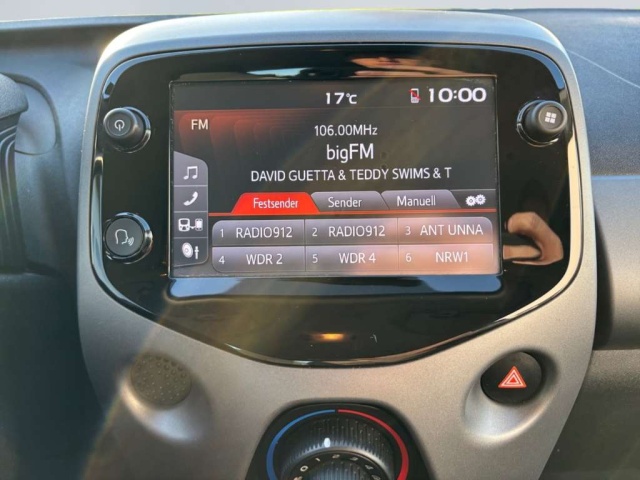 17°C 10:00
FM
106.00MHz
bigFM
DAVID GUETTA & TEDDY SWIMS & T
Festsender Sender Manuell
1 RADIO912 2 RADIO912 3 ANT UNNA
4 WDR 2 5 WDR 4 6 NRW1
0